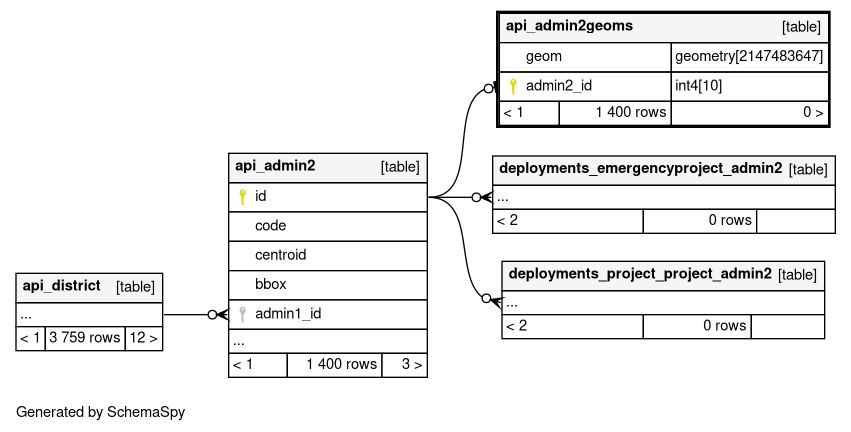 api_admin2geoms [table]
geom geometry[2147483647]
admin2_id int4[10]
< 1 1 400 rows 0 >
api_admin2 [table]
id
code
centroid
bbox
admin1_id
...
< 1 1 400 rows 3 >
deployments_emergencyproject_admin2 [table]
...
< 2 0 rows
deployments_project_project_admin2 [table]
...
< 2 0 rows
api_district [table]
...
< 1 3 759 rows 12 >
Generated by SchemaSpy